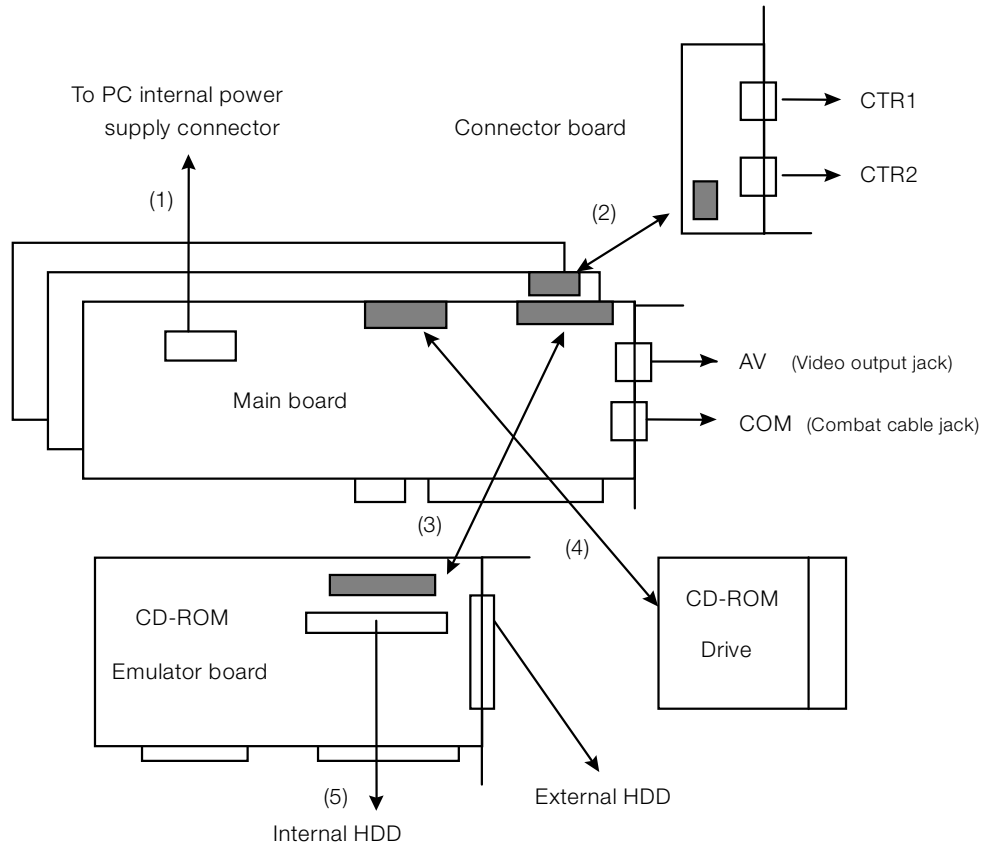 To PC internal power
supply connector
Connector board
CTR1
CTR2
(1)
(2)
Main board
AV (Video output jack)
COM (Combat cable jack)
(3)
(4)
CD-ROM
Emulator board
CD-ROM
Drive
(5)
Internal HDD
External HDD